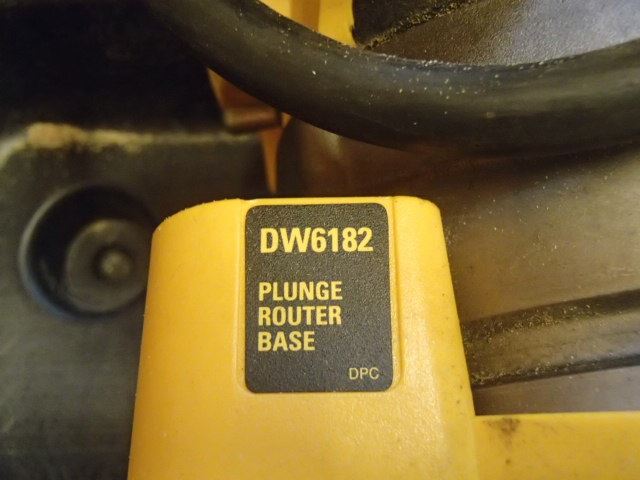 DW6182
PLUNGE
ROUTER
BASE
DPC